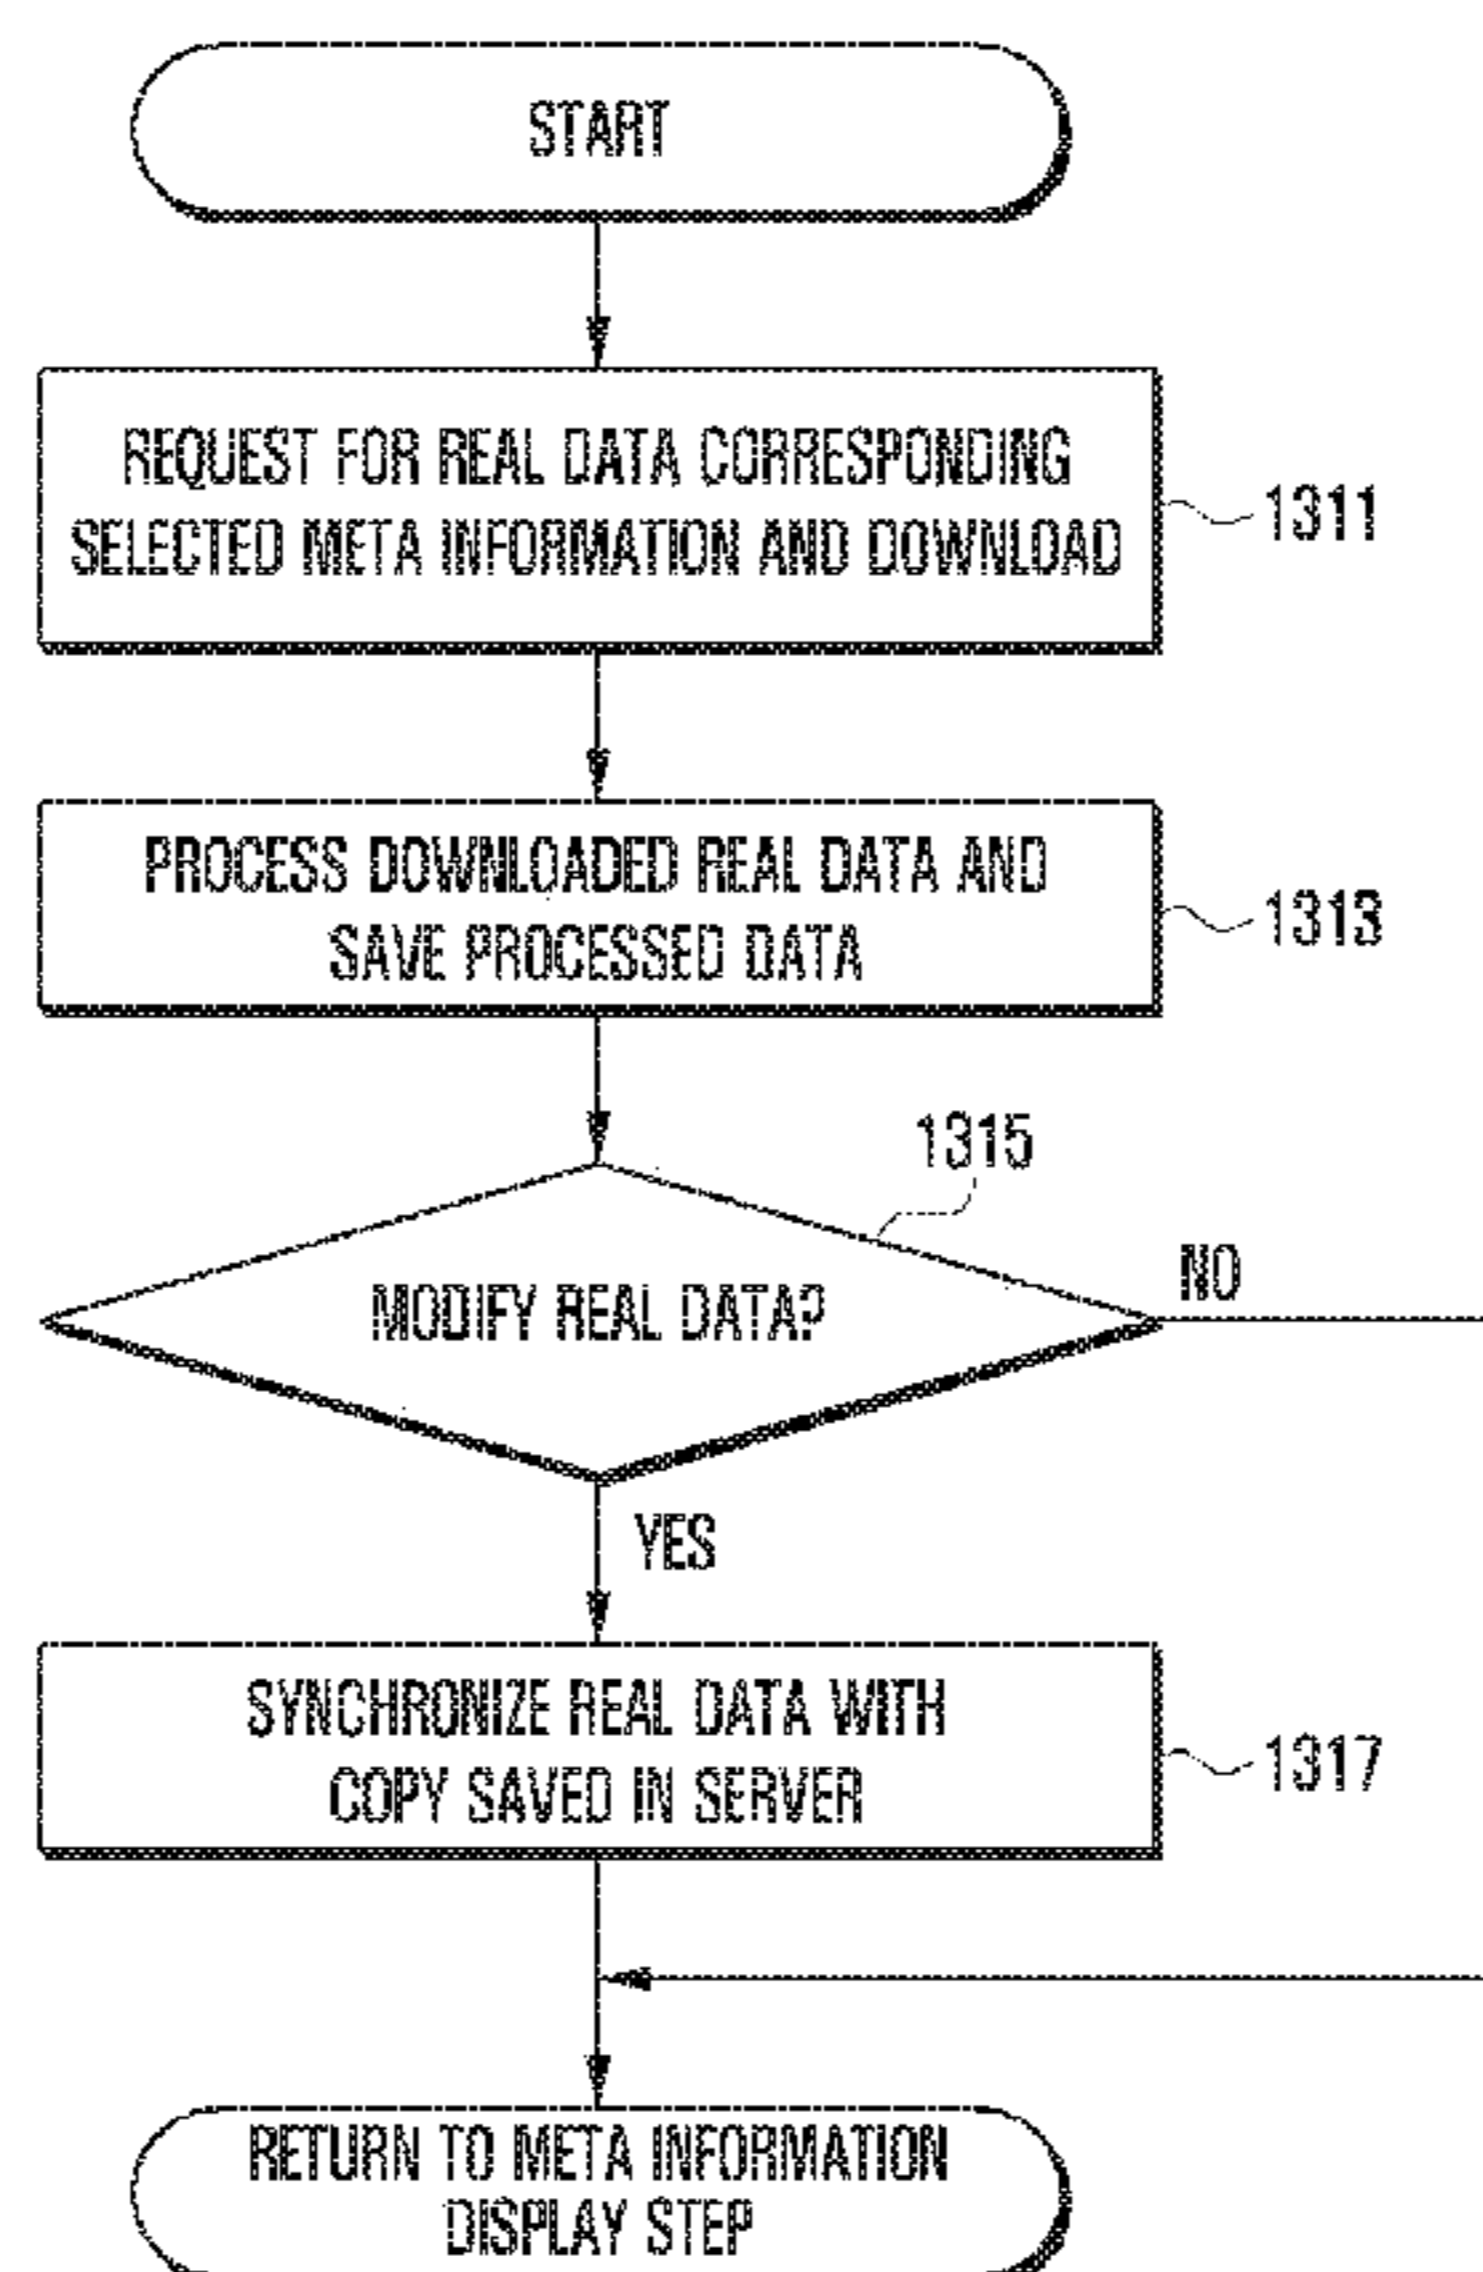 START
REQUEST FOR REAL DATA CORRESPONDING
SELECTED META INFORMATION AND DOWNLOAD
1311
PROCESS DOWNLOADED REAL DATA AND
SAVE PROCESSED DATA
1313
1315
MODIFY REAL DATA?
NO
YES
SYNCHRONIZE REAL DATA WITH
COPY SAVED IN SERVER
1317
RETURN TO META INFORMATION
DISPLAY STEP